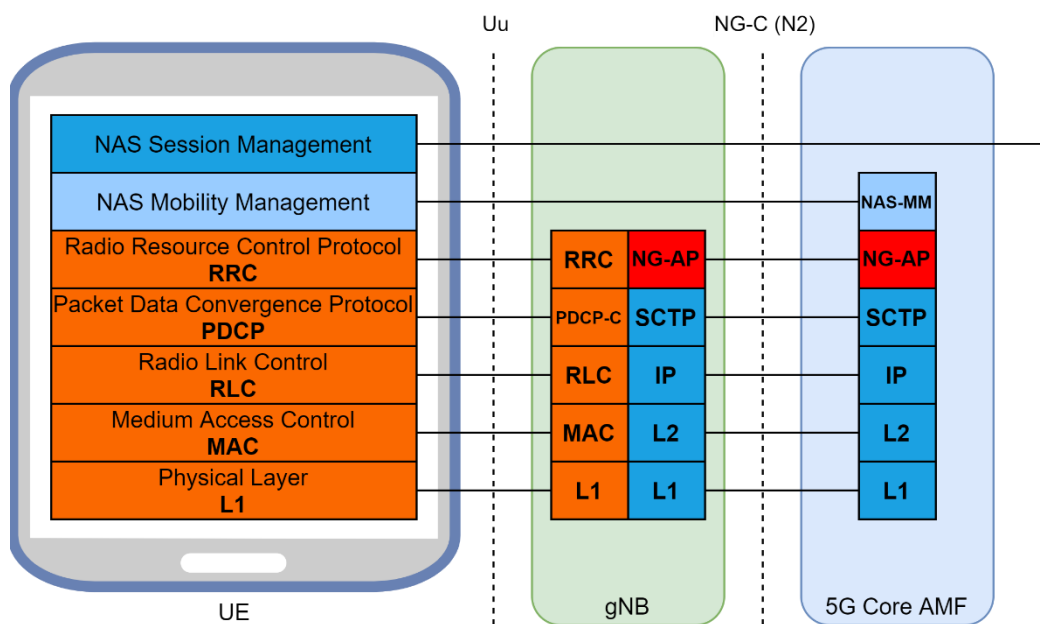 Uu
NG-C (N2)
NAS Session Management
NAS Mobility Management
NAS-MM
Radio Resource Control Protocol
RRC
RRC
NG-AP
NG-AP
Packet Data Convergence Protocol
PDCP
PDCP-C
SCTP
SCTP
Radio Link Control
RLC
RLC
IP
IP
Medium Access Control
MAC
MAC
L2
L2
Physical Layer
L1
L1
L1
L1
UE
gNB
5G Core AMF